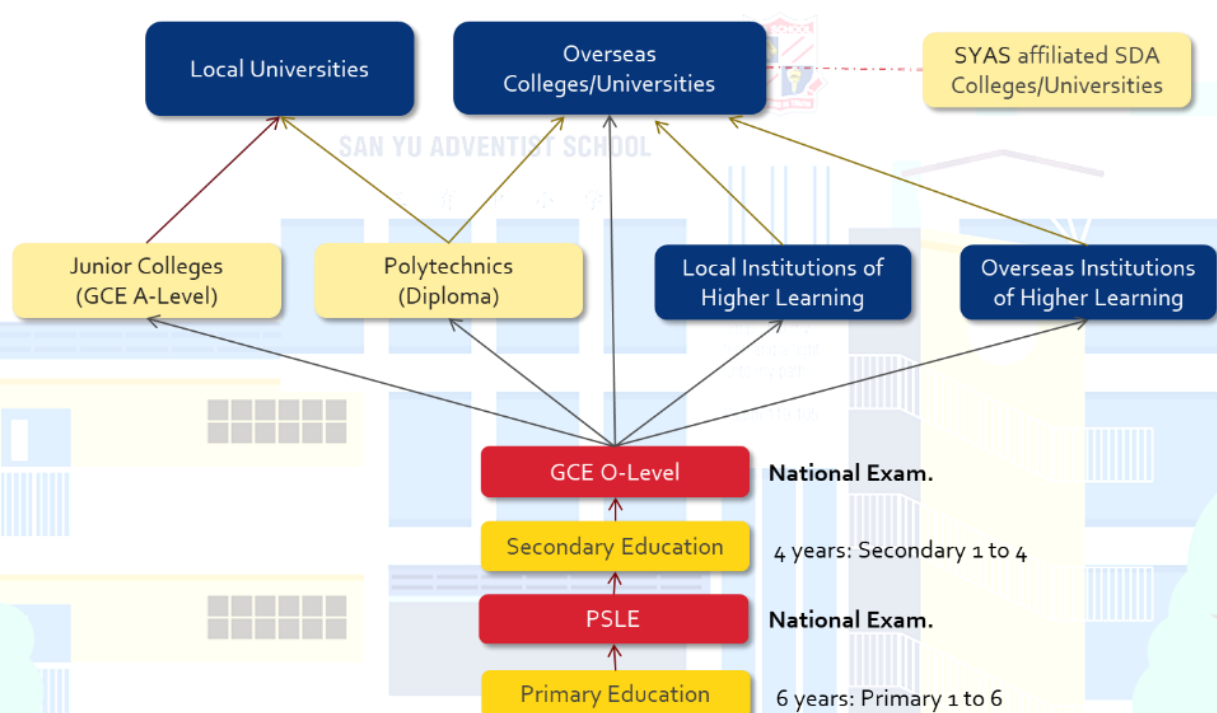 Local Universities
Overseas
Colleges/Universities
SYAS affiliated SDA
Colleges/Universities
SAN YU ADVENTIST SCHOOL
Junior Colleges
(GCE A-Level)
Polytechnics
(Diploma)
Local Institutions of
Higher Learning
Overseas Institutions
of Higher Learning
GCE O-Level
National Exam.
Secondary Education
4 years: Secondary 1 to 4
PSLE
National Exam.
Primary Education
6 years: Primary 1 to 6